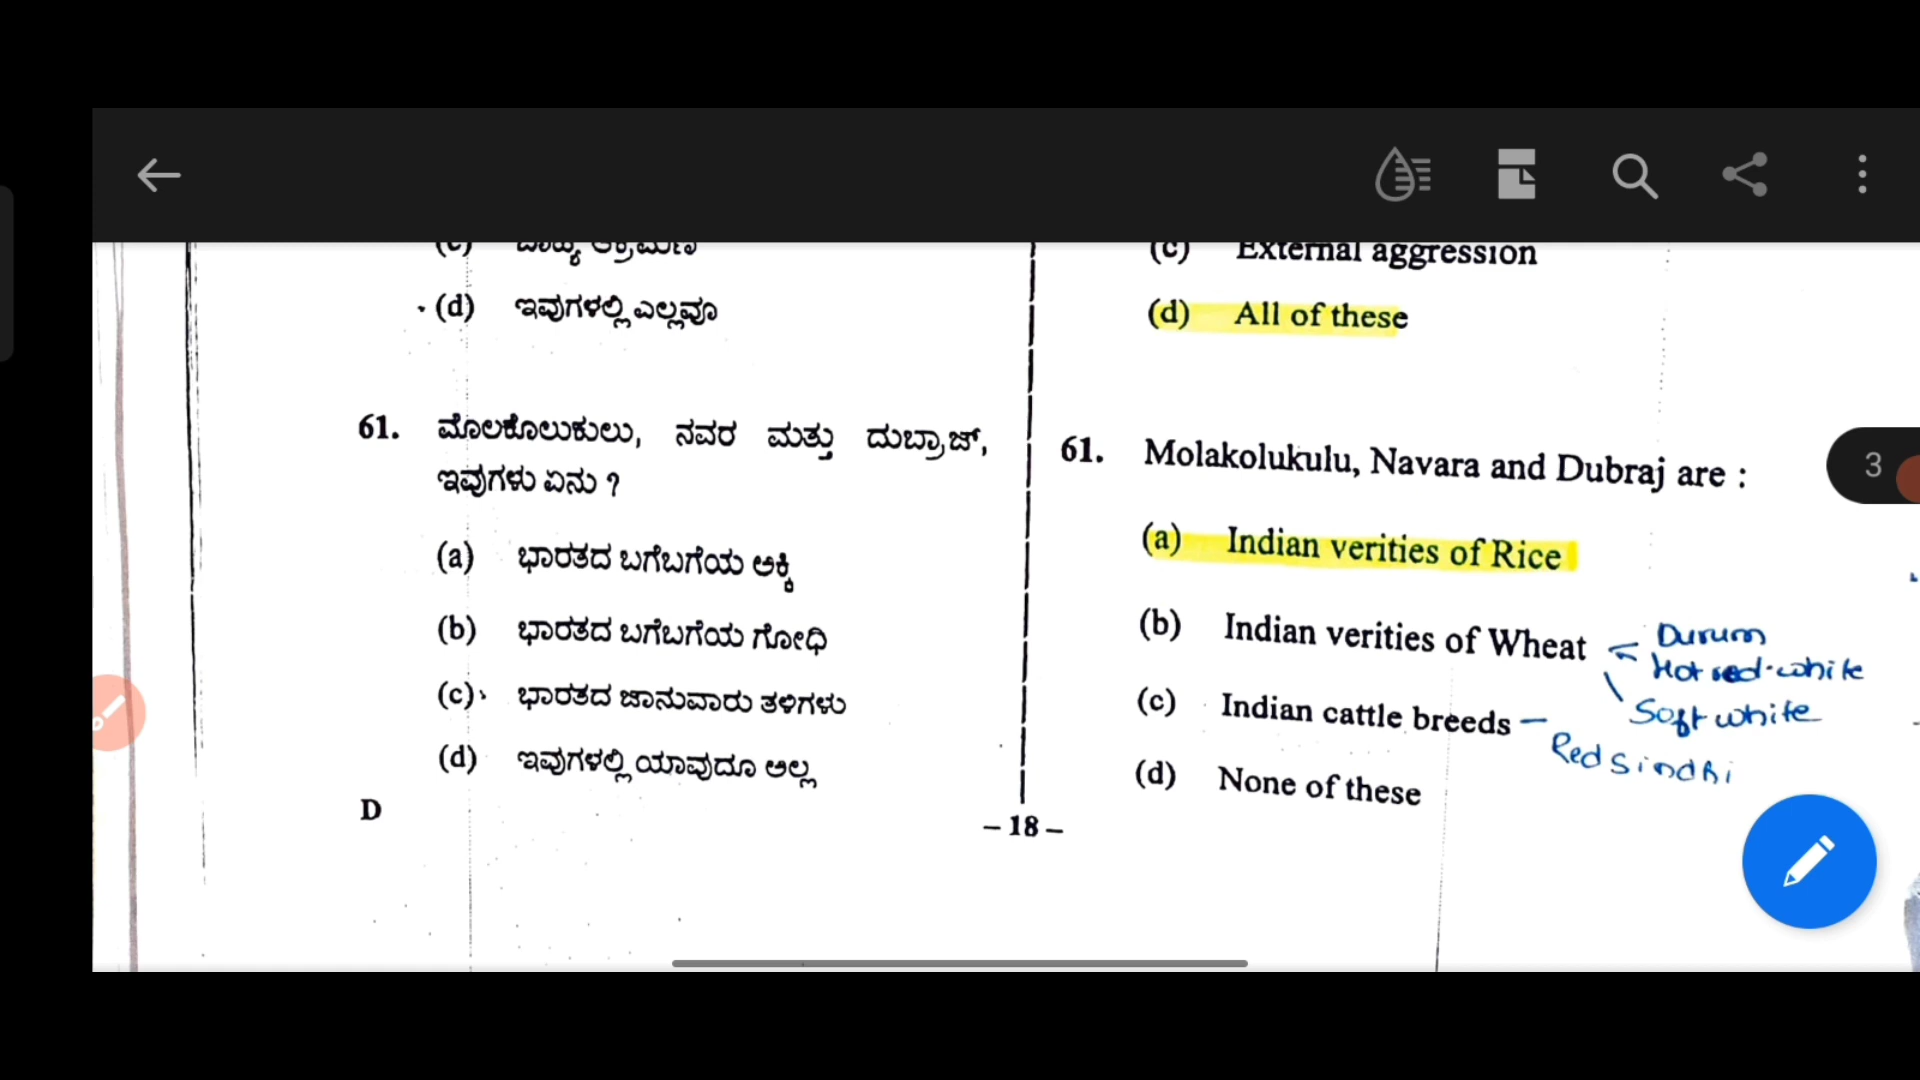 (c) ಬಾಹ್ಯ ಆಕ್ರಮಣ
(d) ಇವುಗಳಲ್ಲಿ ಎಲ್ಲವೂ
61. ಮೊಲಕೊಲುಕುಲು, ನವರ ಮತ್ತು ದುಬ್ರಾಜ್,
ಇವುಗಳು ಏನು ?
(a) ಭಾರತದ ಬಗೆಬಗೆಯ ಅಕ್ಕಿ
(b) ಭಾರತದ ಬಗೆಬಗೆಯ ಗೋಧಿ
(c) ಭಾರತದ ಜಾನುವಾರು ತಳಿಗಳು
(d) ಇವುಗಳಲ್ಲಿ ಯಾವುದೂ ಅಲ್ಲ
D
(c) External aggression
(d) All of these
61. Molakolukulu, Navara and Dubraj are :
(a) Indian verities of Rice
(b) Indian verities of Wheat
Durum
Hot red-white
Soft white
(c) Indian cattle breeds –
Red sindhi
(d) None of these
– 18 –
3